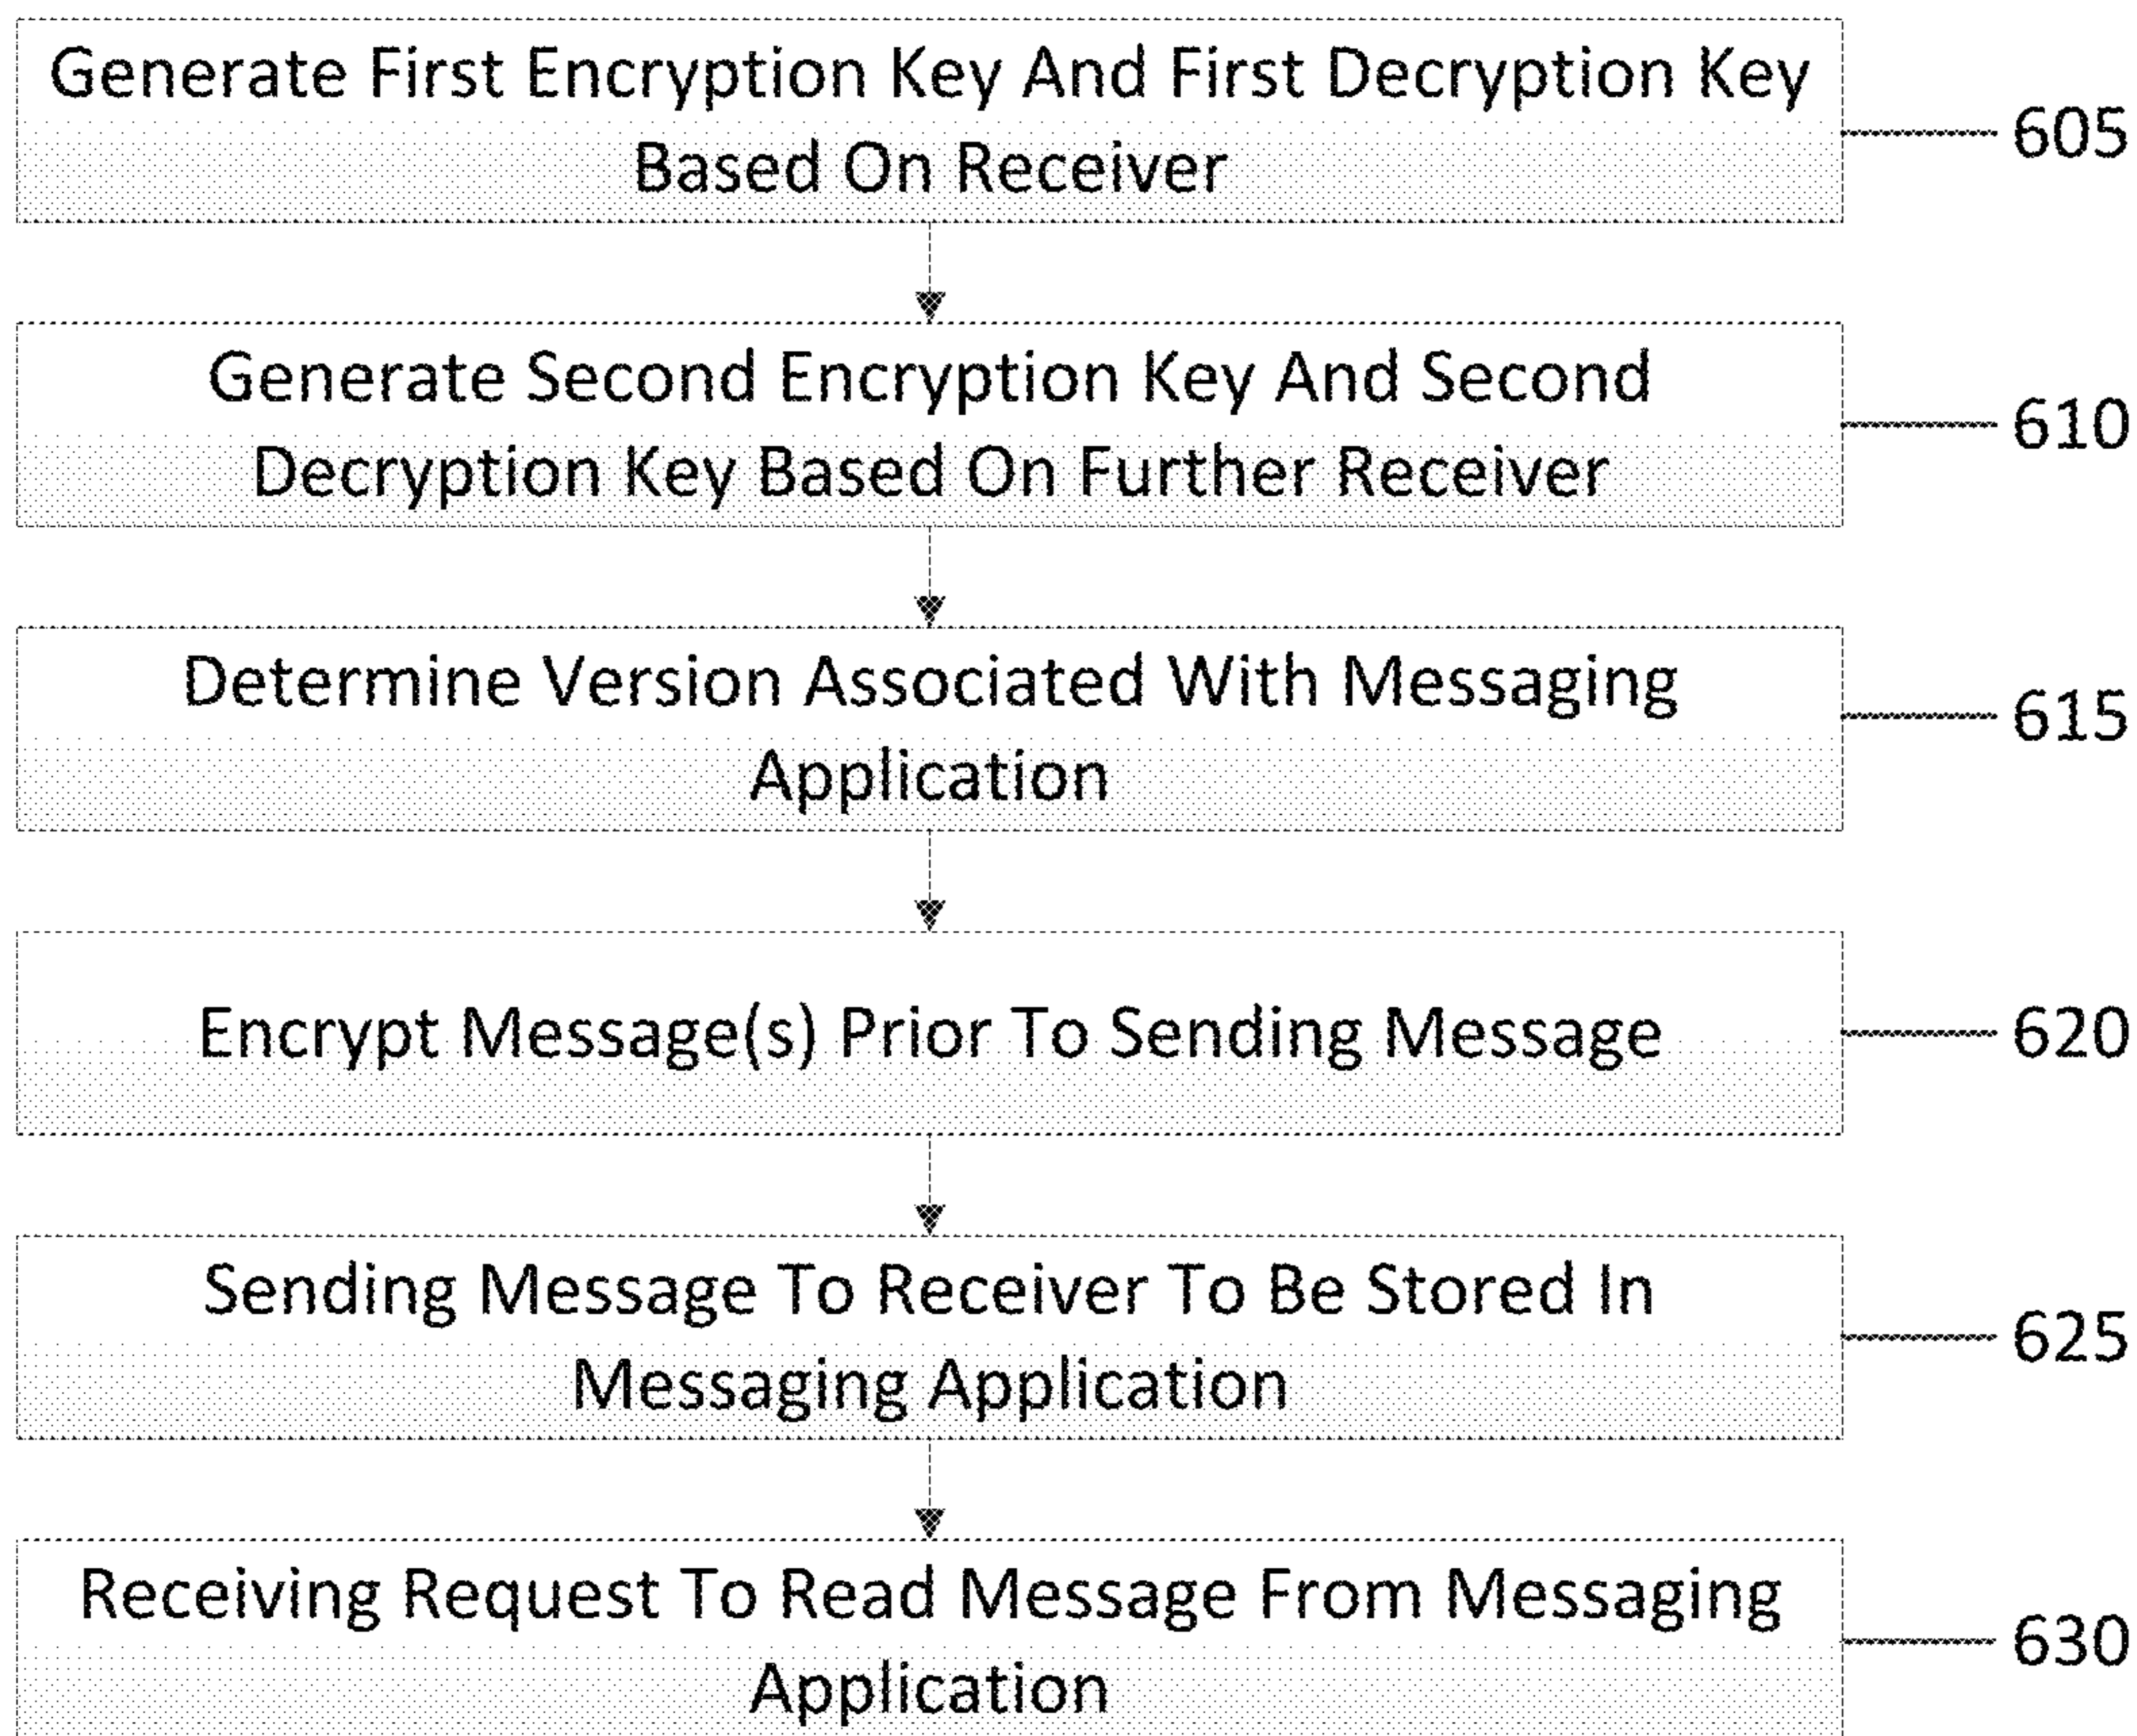 Generate First Encryption Key And First Decryption Key
Based On Receiver
605
Generate Second Encryption Key And Second
Decryption Key Based On Further Receiver
610
Determine Version Associated With Messaging
Application
615
Encrypt Message(s) Prior To Sending Message
620
Sending Message To Receiver To Be Stored In
Messaging Application
625
Receiving Request To Read Message From Messaging
Application
630